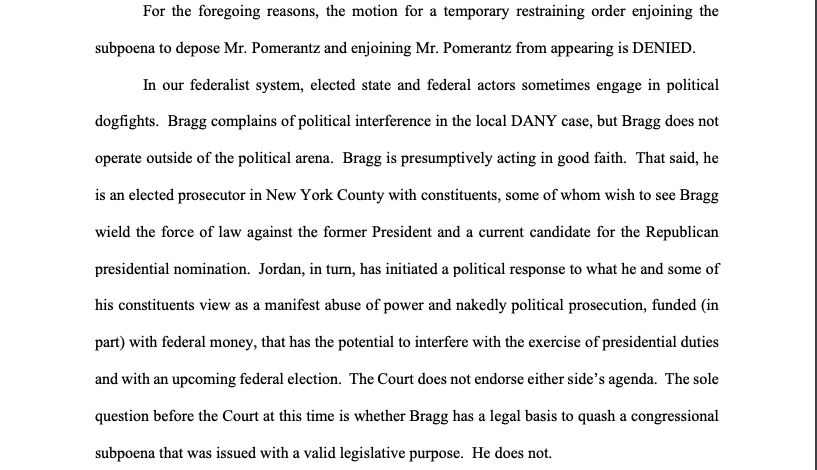 For the foregoing reasons, the motion for a temporary restraining order enjoining the
subpoena to depose Mr. Pomerantz and enjoining Mr. Pomerantz from appearing is DENIED.
In our federalist system, elected state and federal actors sometimes engage in political
dogfights.  Bragg complains of political interference in the local DANY case, but Bragg does not
operate outside of the political arena.  Bragg is presumptively acting in good faith.  That said, he
is an elected prosecutor in New York County with constituents, some of whom wish to see Bragg
wield the force of law against the former President and a current candidate for the Republican
presidential nomination.  Jordan, in turn, has initiated a political response to what he and some of
his constituents view as a manifest abuse of power and nakedly political prosecution, funded (in
part) with federal money, that has the potential to interfere with the exercise of presidential duties
and with an upcoming federal election.  The Court does not endorse either side’s agenda.  The sole
question before the Court at this time is whether Bragg has a legal basis to quash a congressional
subpoena that was issued with a valid legislative purpose.  He does not.